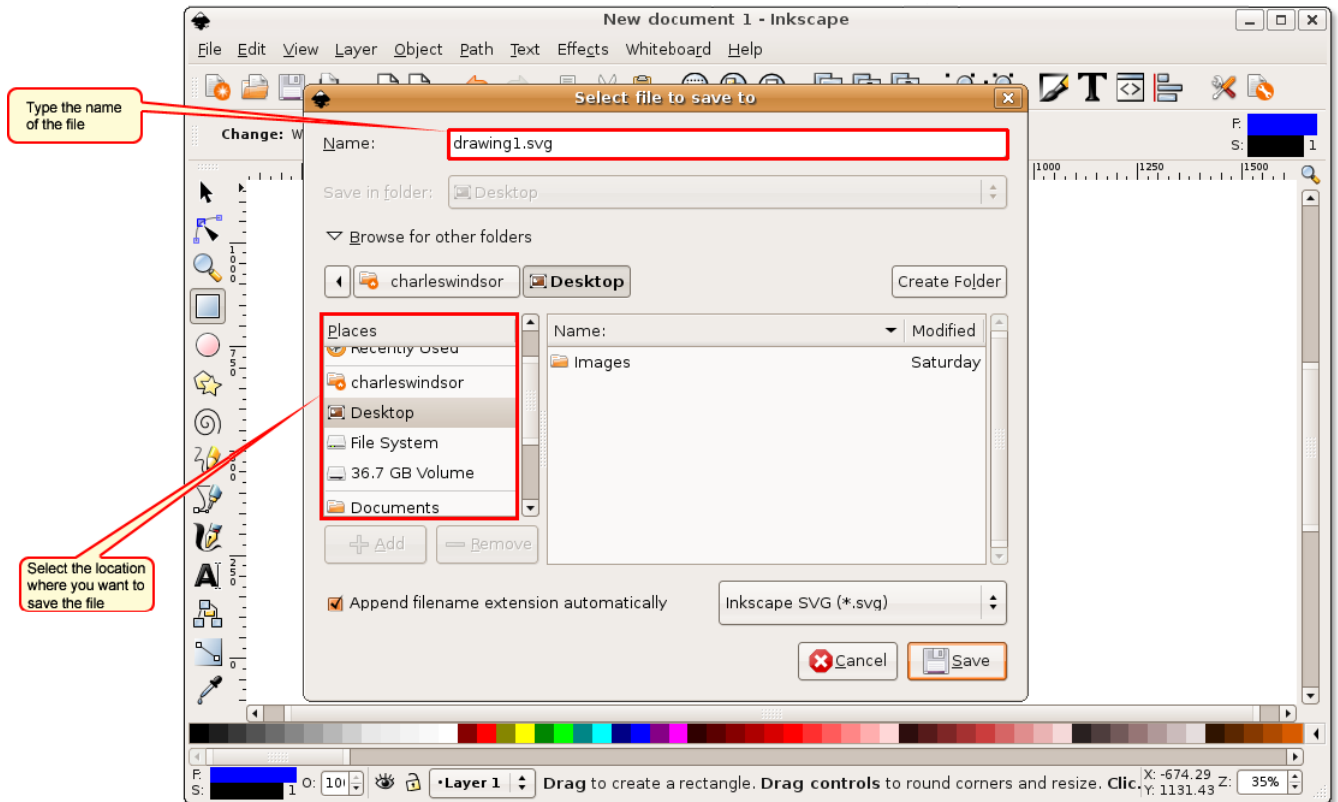 New document 1 - Inkscape
File Edit View Layer Object Path Text Effects Whiteboard Help
Type the name
of the file
Select file to save to
Change:
F:
S: 1
Name: drawing1.svg
Save in folder: Desktop
1000 1250 1500
Browse for other folders
charleswindsor Desktop Create Folder
Places Name: Modified
Recently Used
Images Saturday
charleswindsor
Desktop
File System
36.7 GB Volume
Documents
Add Remove
Select the location
where you want to
save the file
Append filename extension automatically Inkscape SVG (*.svg)
Cancel Save
F:
S: 1 O: Layer 1 Drag to create a rectangle. Drag controls to round corners and resize. Clic. X: -674.29 Z: 35%
Y: 1131.43